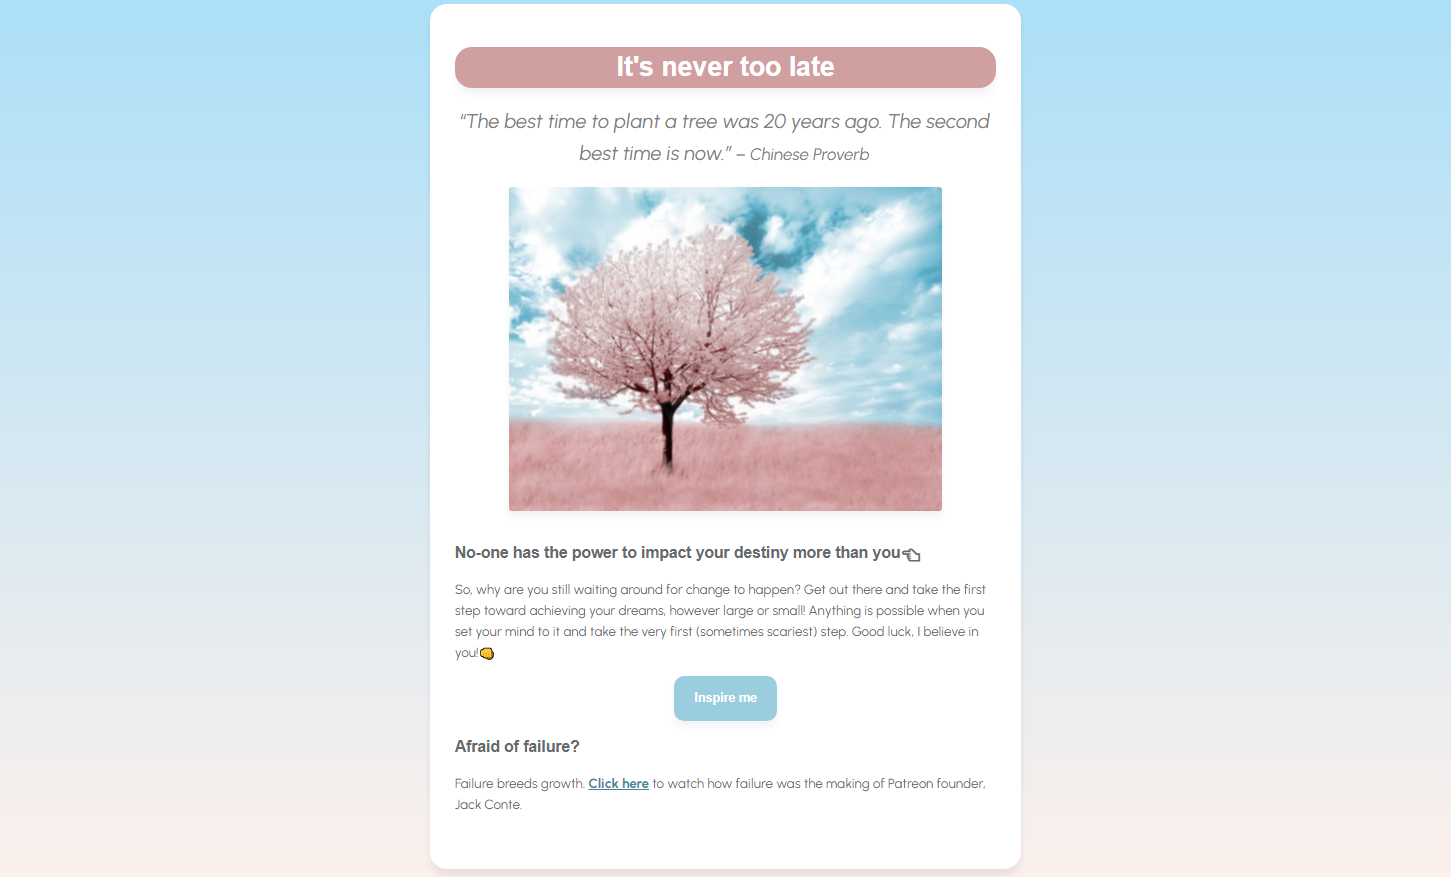 It's never too late
“The best time to plant a tree was 20 years ago. The second
best time is now.” – Chinese Proverb
No-one has the power to impact your destiny more than you👈
So, why are you still waiting around for change to happen? Get out there and take the first
step toward achieving your dreams, however large or small! Anything is possible when you
set your mind to it and take the very first (sometimes scariest) step. Good luck, I believe in
you!👊
Inspire me
Afraid of failure?
Failure breeds growth. Click here to watch how failure was the making of Patreon founder,
Jack Conte.